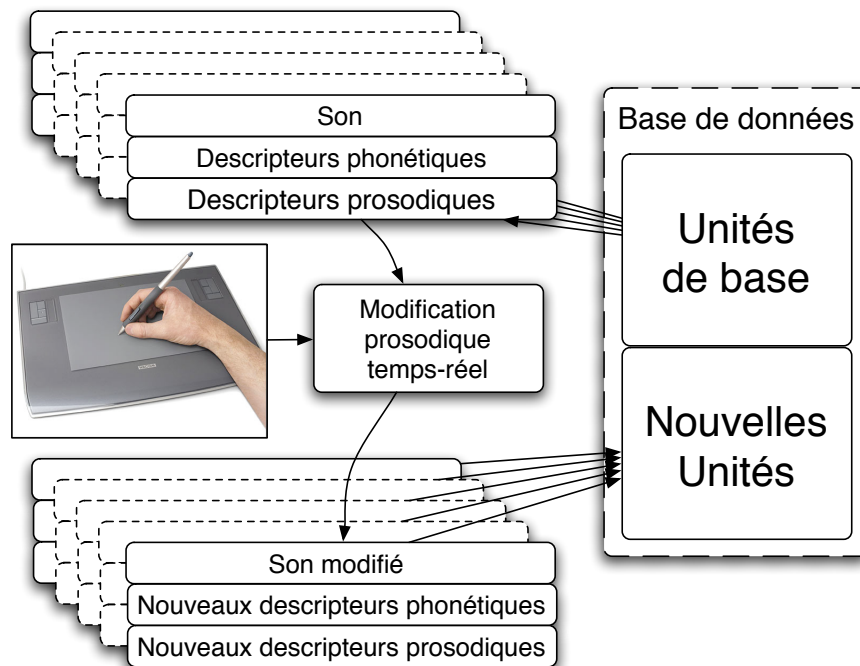 Son
Descripteurs phonétiques
Descripteurs prosodiques
Base de données
Unités
de base
Modification
prosodique
temps-réel
Nouvelles
Unités
Son modifié
Nouveaux descripteurs phonétiques
Nouveaux descripteurs prosodiques